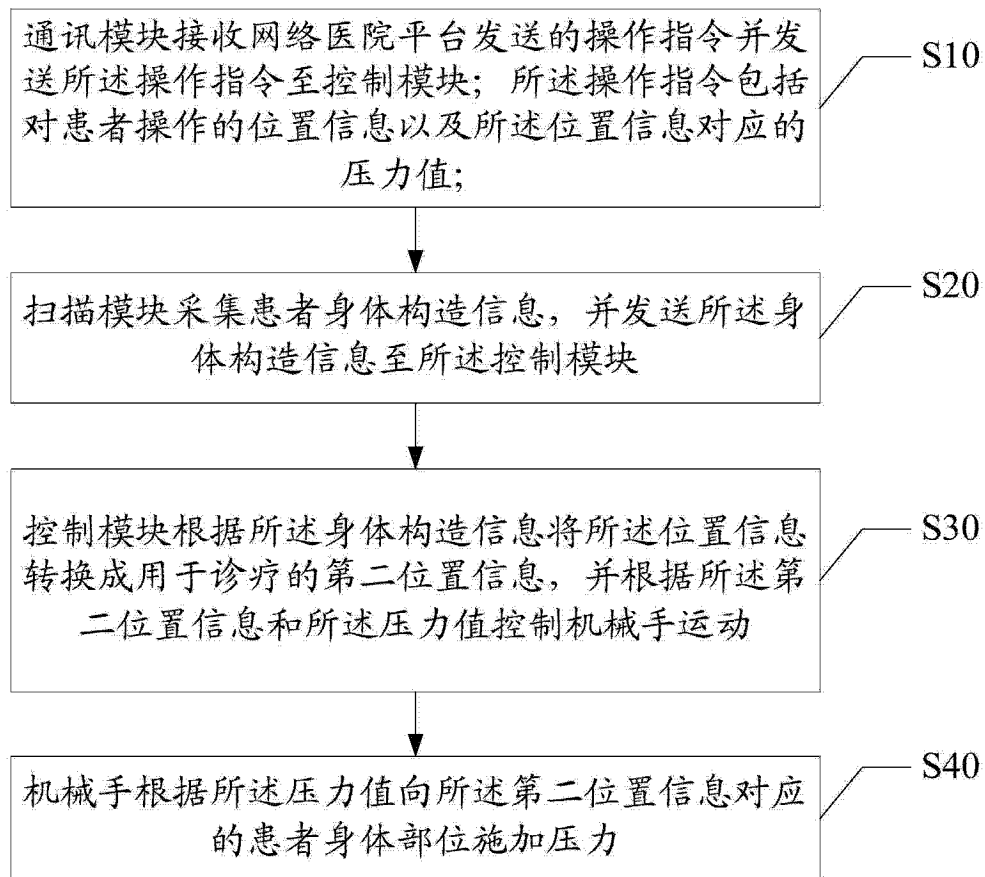 通讯模块接收网络医院平台发送的操作指令并发
送所述操作指令至控制模块；所述操作指令包括
对患者操作的位置信息以及所述位置信息对应的
压力值；
S10
扫描模块采集患者身体构造信息，并发送所述身
体构造信息至所述控制模块
S20
控制模块根据所述身体构造信息将所述位置信息
转换成用于诊疗的第二位置信息，并根据所述第
二位置信息和所述压力值控制机械手运动
S30
机械手根据所述压力值向所述第二位置信息对应
的患者身体部位施加压力
S40